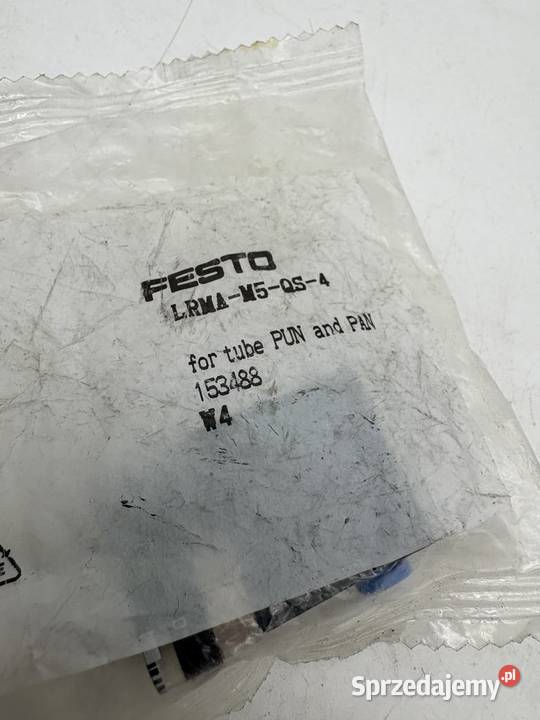 FESTO
LRMA-M5-QS-4
for tube PUN and PAN
153488
W4
Sprzedajemy.pl